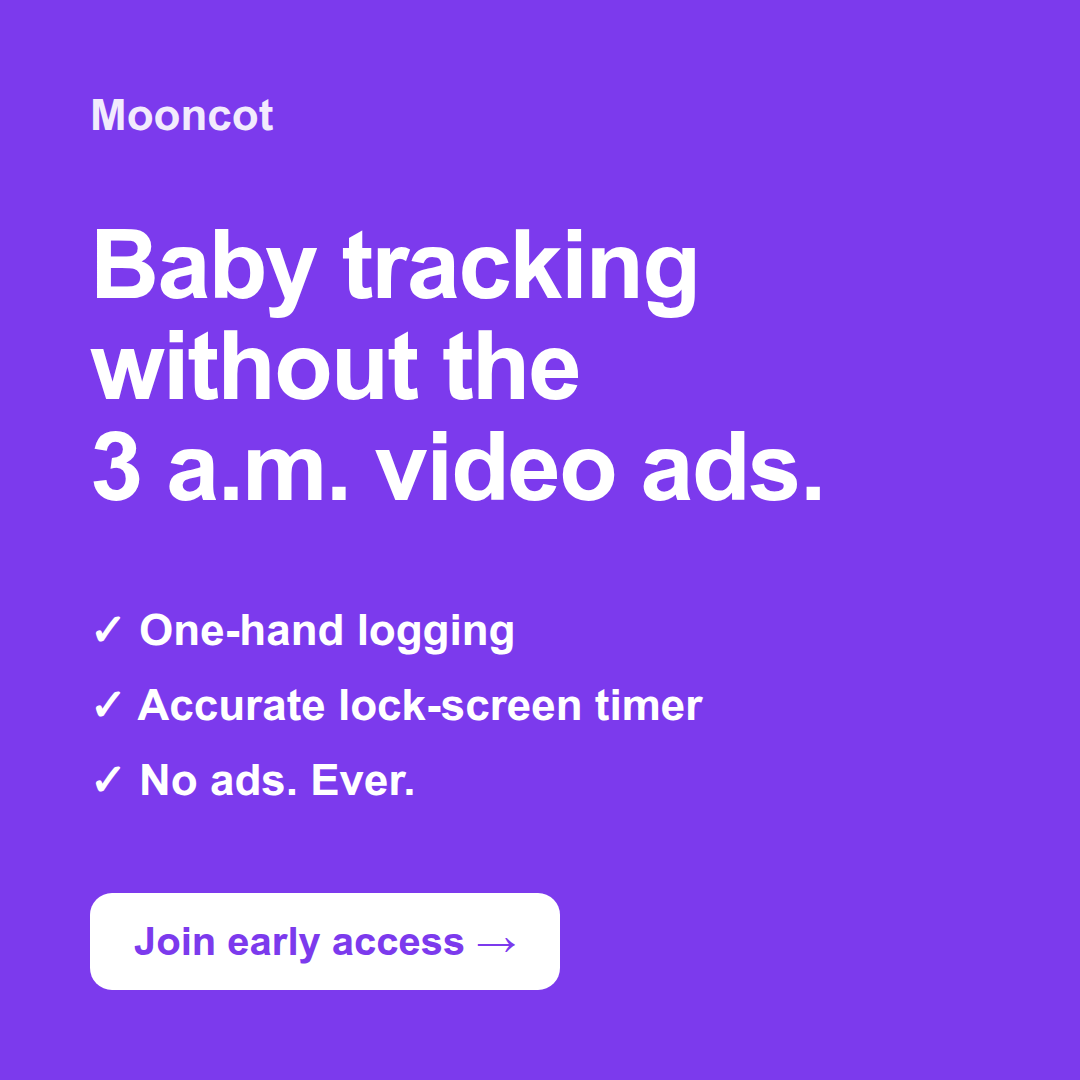 Mooncot
Baby tracking
without the
3 a.m. video ads.
✓ One-hand logging
✓ Accurate lock-screen timer
✓ No ads. Ever.
Join early access →